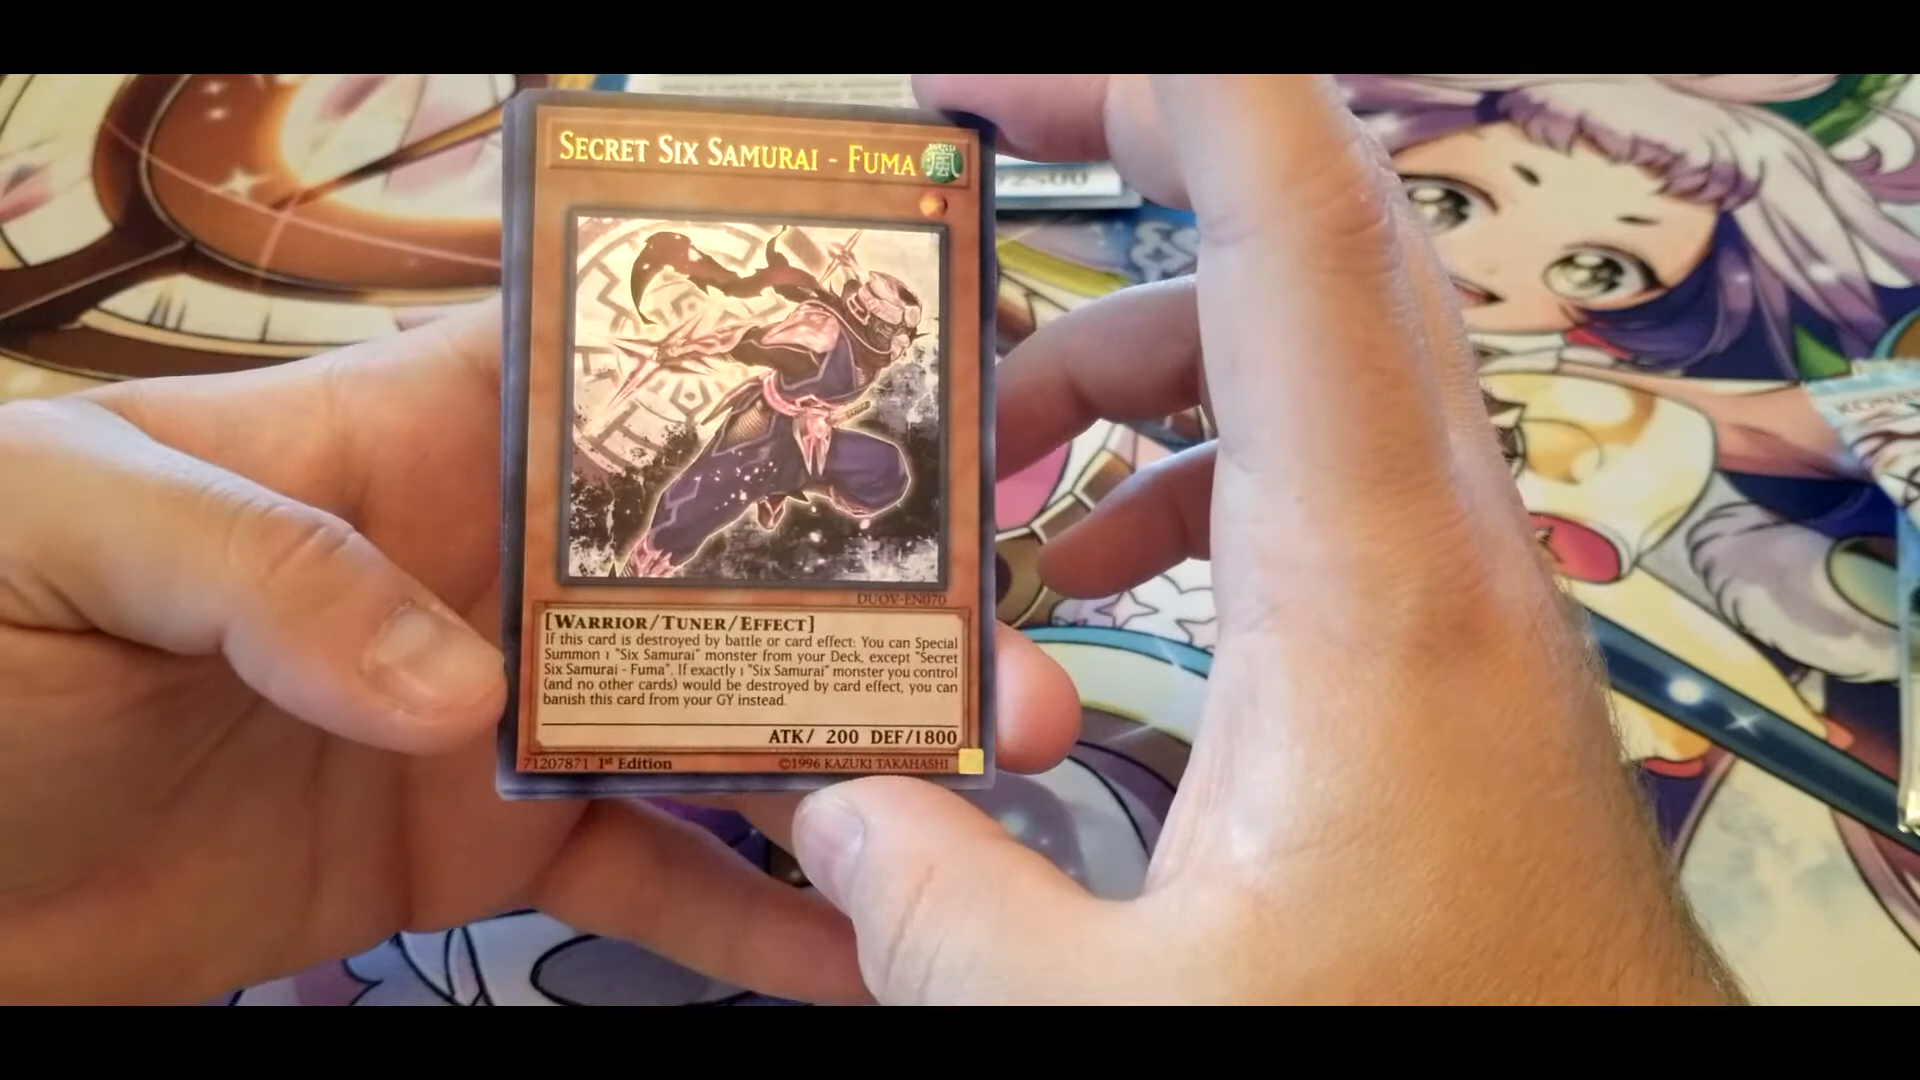 SECRET SIX SAMURAI - FUMA
DUOV-EN070
[WARRIOR/TUNER/EFFECT]
If this card is destroyed by battle or card effect: You can Special
Summon 1 "Six Samurai" monster from your Deck, except "Secret
Six Samurai - Fuma". If exactly 1 "Six Samurai" monster you control
(and no other cards) would be destroyed by card effect, you can
banish this card from your GY instead.
ATK/ 200 DEF/1800
71207871 1st Edition
©1996 KAZUKI TAKAHASHI